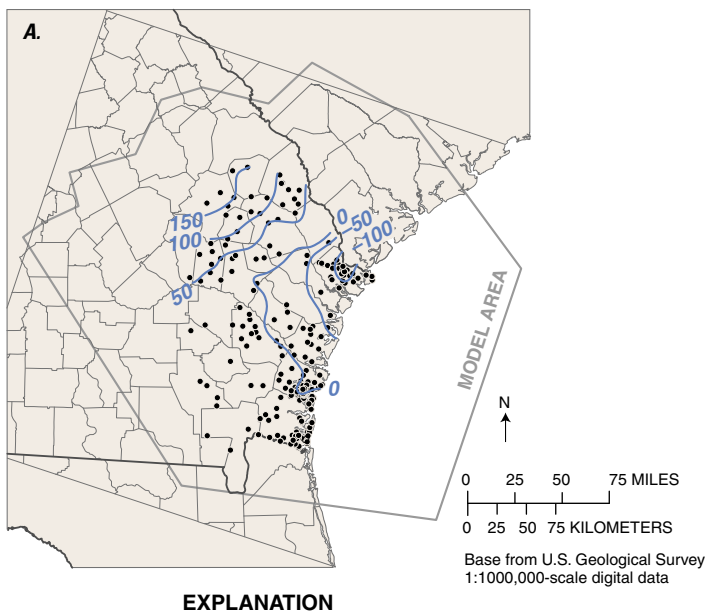 A.
150
100
50
0
-50
-100
0
MODEL AREA
N
0 25 50 75 MILES
0 25 50 75 KILOMETERS
Base from U.S. Geological Survey
1:1000,000-scale digital data
EXPLANATION